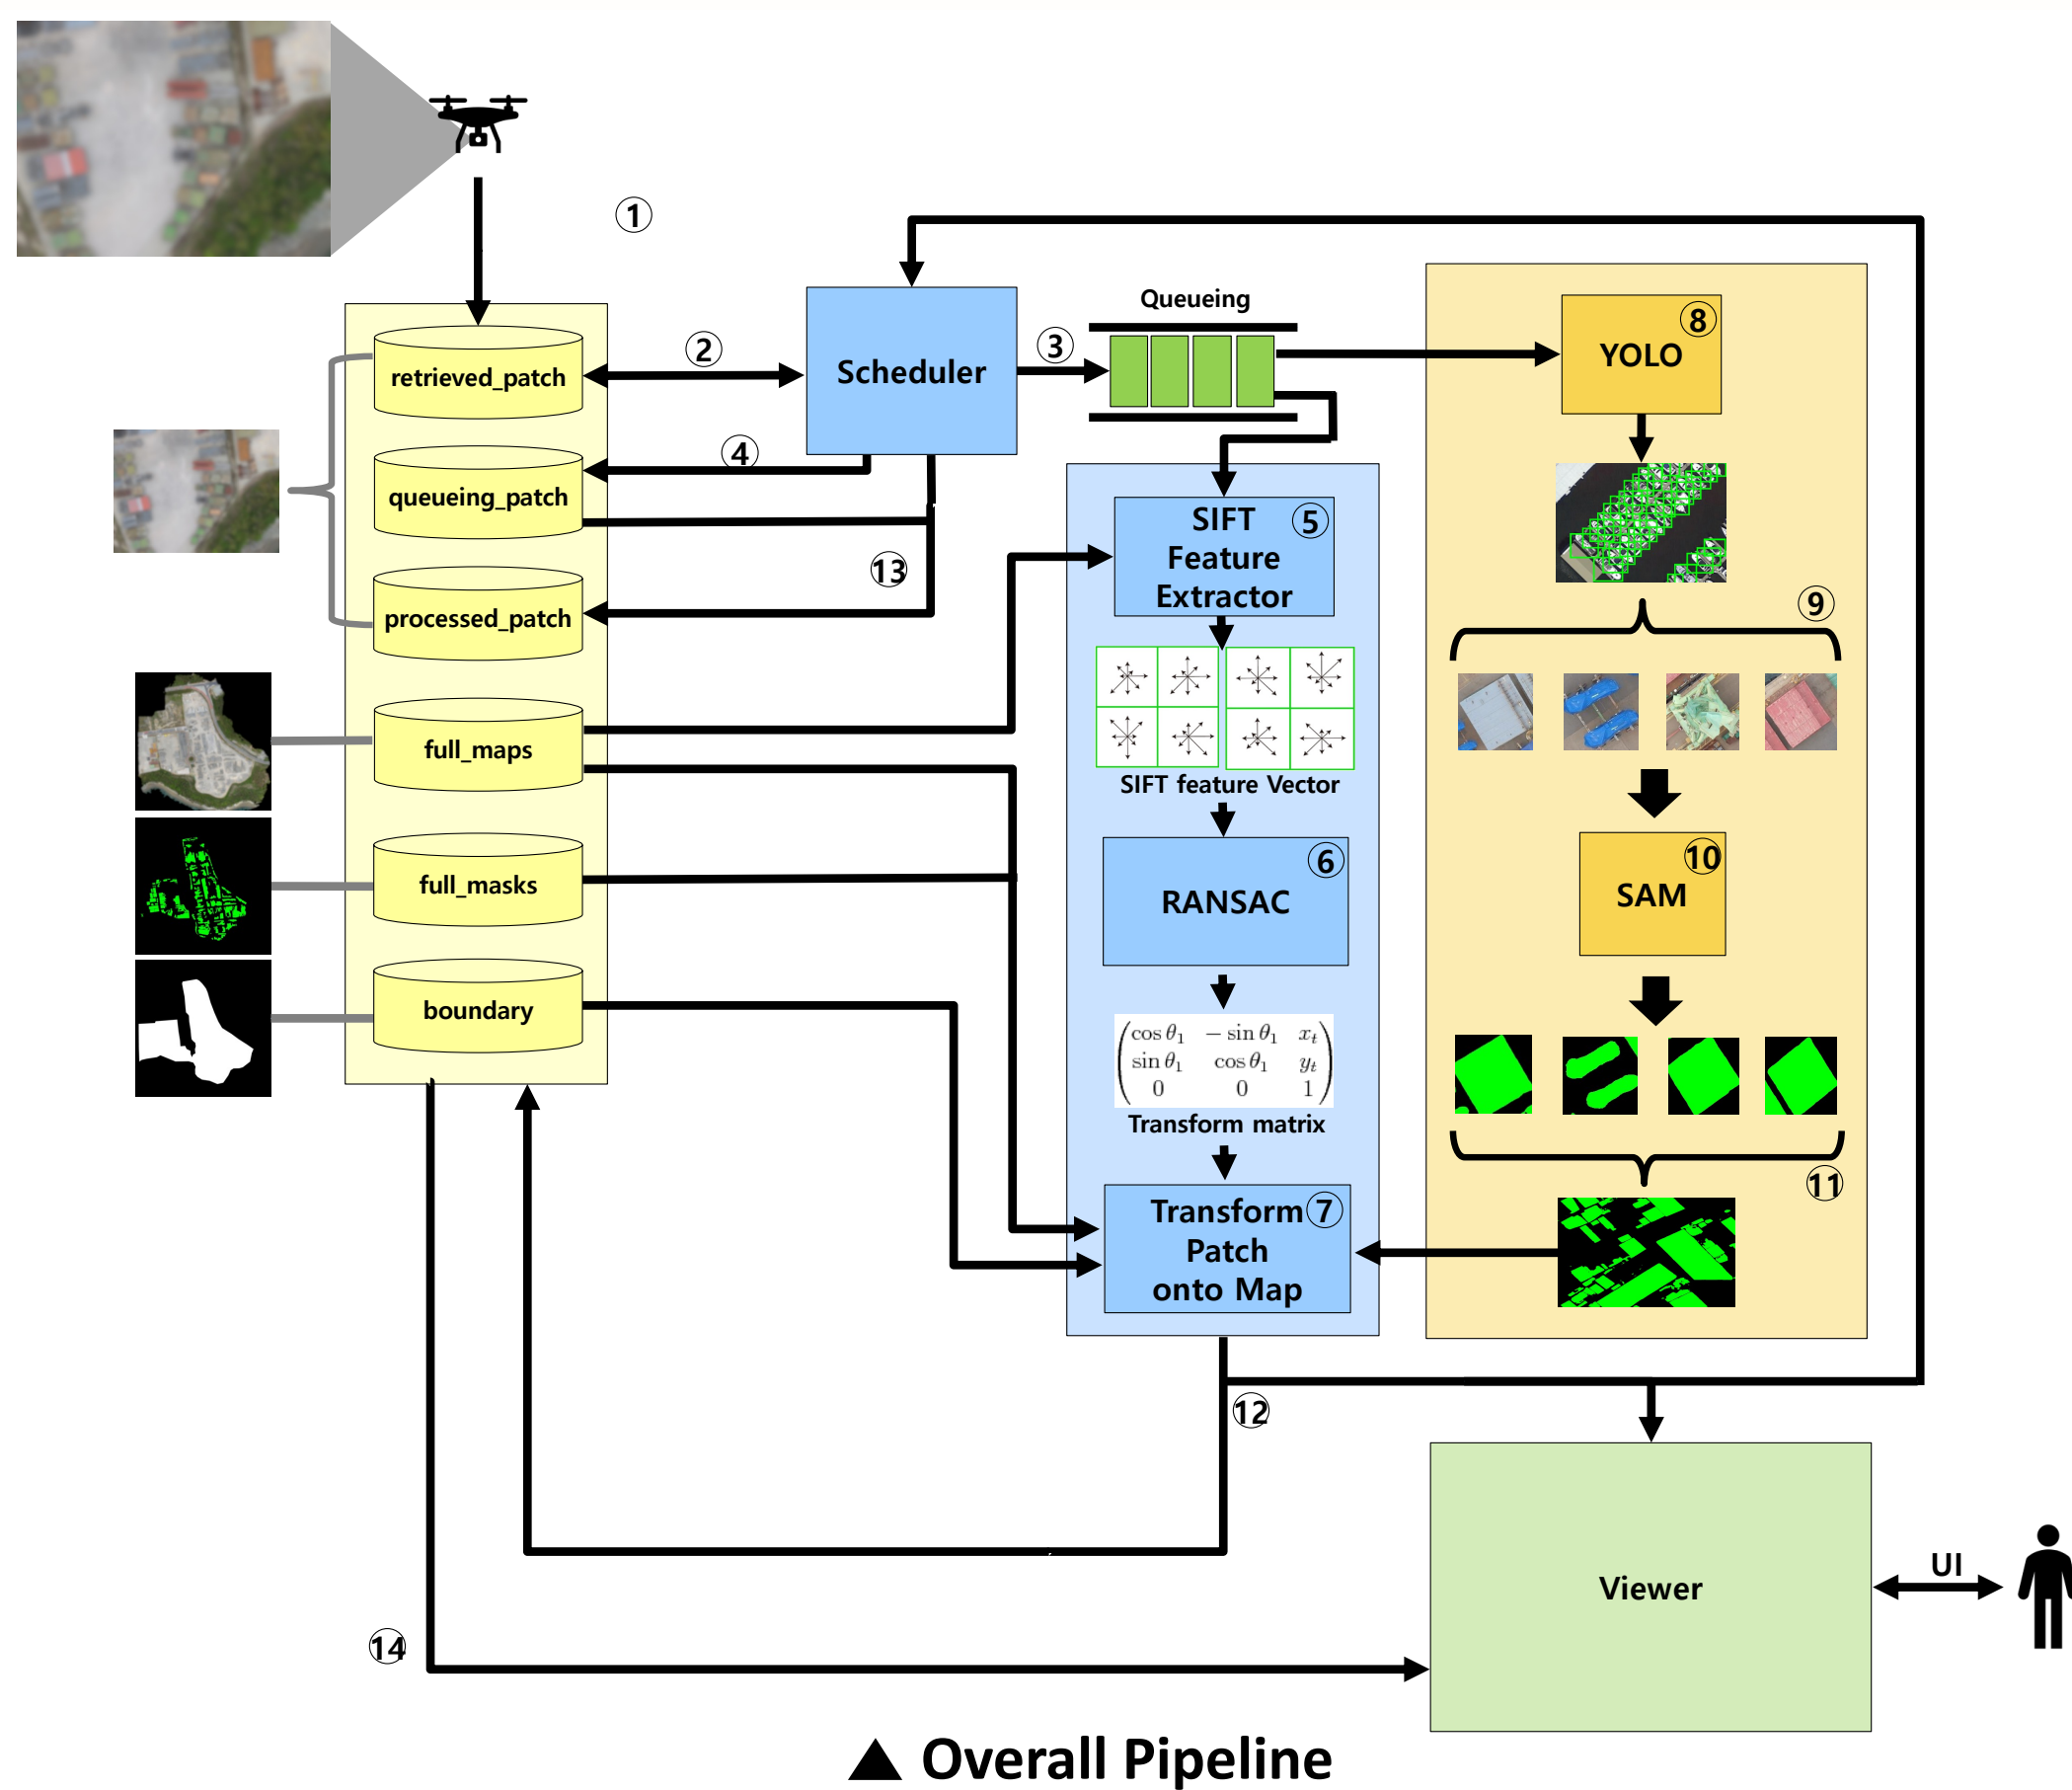 ①
Queueing
②
③
⑧
YOLO
retrieved_patch
Scheduler
④
queueing_patch
⑤
SIFT
Feature
Extractor
⑬
processed_patch
⑨
full_maps
SIFT feature Vector
⑥
RANSAC
⑩
SAM
full_masks
boundary
cos θ₁ − sin θ₁ xₜ
sin θ₁ cos θ₁ yₜ
0 0 1
Transform matrix
⑪
⑦
Transform
Patch
onto Map
⑫
Viewer
UI
⑭
▲ Overall Pipeline